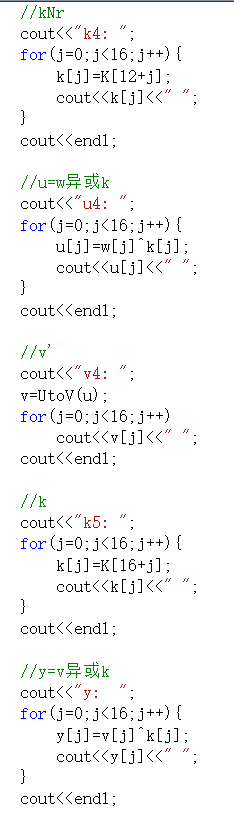 //kNr
cout<<"k4: ";
for(j=0;j<16;j++){
k[j]=K[12+j];
cout<<k[j]<<" ";
}
cout<<endl;
//u=w异或k
cout<<"u4: ";
for(j=0;j<16;j++){
u[j]=w[j]^k[j];
cout<<u[j]<<" ";
}
cout<<endl;
//v'
cout<<"v4: ";
v=UtoV(u);
for(j=0;j<16;j++)
cout<<v[j]<<" ";
cout<<endl;
//k
cout<<"k5: ";
for(j=0;j<16;j++){
k[j]=K[16+j];
cout<<k[j]<<" ";
}
cout<<endl;
//y=v异或k
cout<<"y:  ";
for(j=0;j<16;j++){
y[j]=v[j]^k[j];
cout<<y[j]<<" ";
}
cout<<endl;